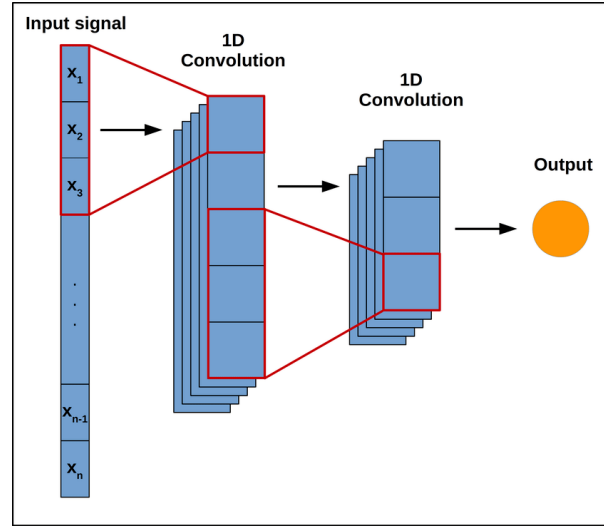 Input signal
x1
x2
x3
.
.
.
xn-1
xn
1D
Convolution
1D
Convolution
Output